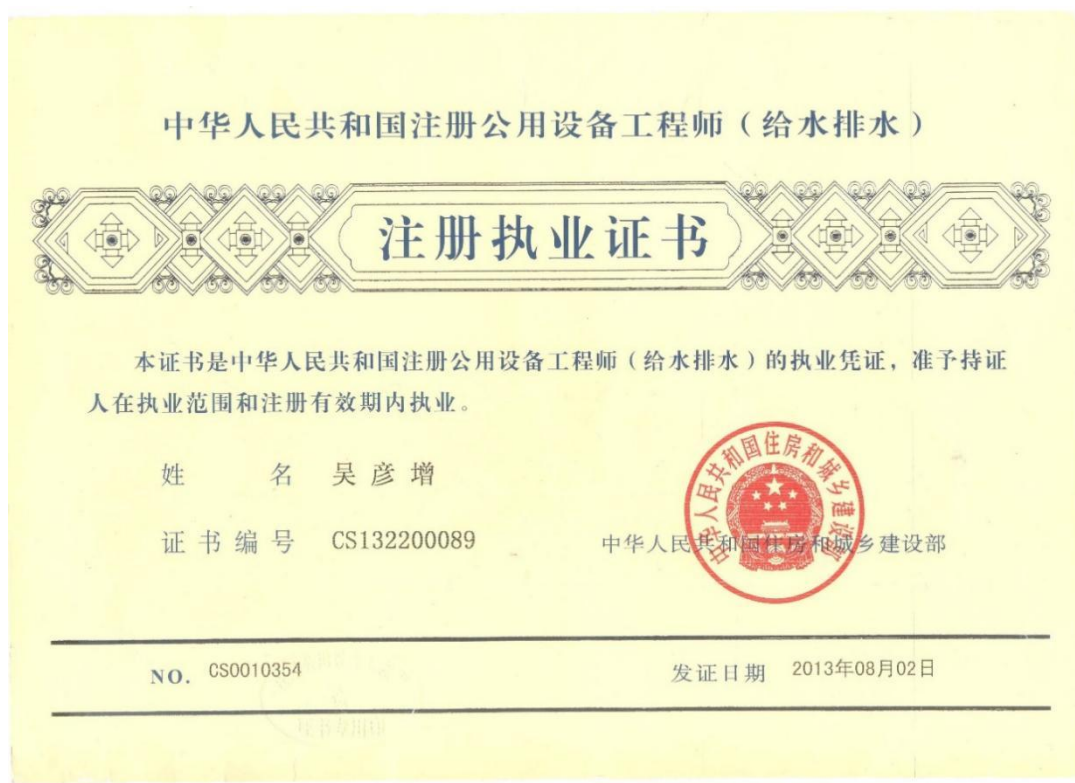 中华人民共和国注册公用设备工程师（给水排水）
注册执业证书
本证书是中华人民共和国注册公用设备工程师（给水排水）的执业凭证，准予持证
人在执业范围和注册有效期内执业。
姓 名 吴彦增
证书编号 CS132200089
中华人民共和国住房和城乡建设部
中华人民共和国住房和城乡建设部
NO. CS0010354
发证日期 2013年08月02日